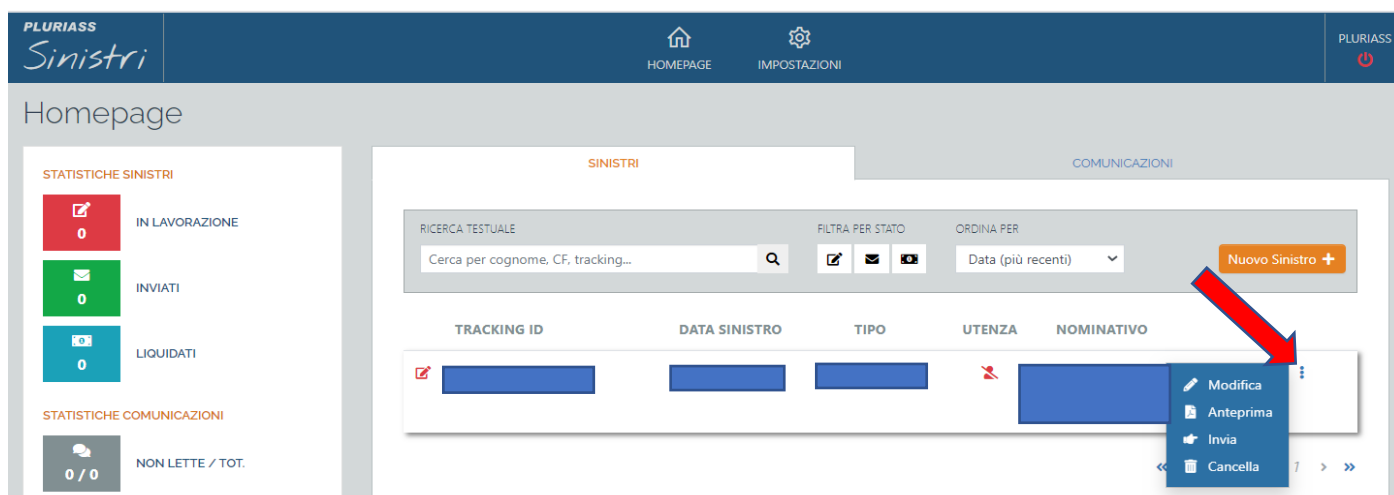 PLURIASS
Sinistri
HOMEPAGE
IMPOSTAZIONI
PLURIASS
Homepage
STATISTICHE SINISTRI
0
IN LAVORAZIONE
0
INVIATI
0
LIQUIDATI
STATISTICHE COMUNICAZIONI
0 / 0
NON LETTE / TOT.
SINISTRI
COMUNICAZIONI
RICERCA TESTUALE
Cerca per cognome, CF, tracking...
FILTRA PER STATO
ORDINA PER
Data (più recenti)
Nuovo Sinistro +
TRACKING ID
DATA SINISTRO
TIPO
UTENZA
NOMINATIVO
Modifica
Anteprima
Invia
Cancella
« 1 > »